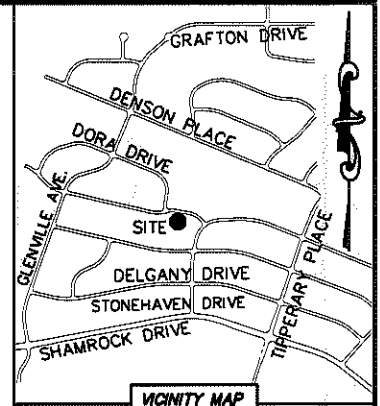 GRAFTON DRIVE
DENSON PLACE
DORA DRIVE
GLENVILLE AVE.
SITE
TIPPERARY PLACE
DELGANY DRIVE
STONEHAVEN DRIVE
SHAMROCK DRIVE
VICINITY MAP